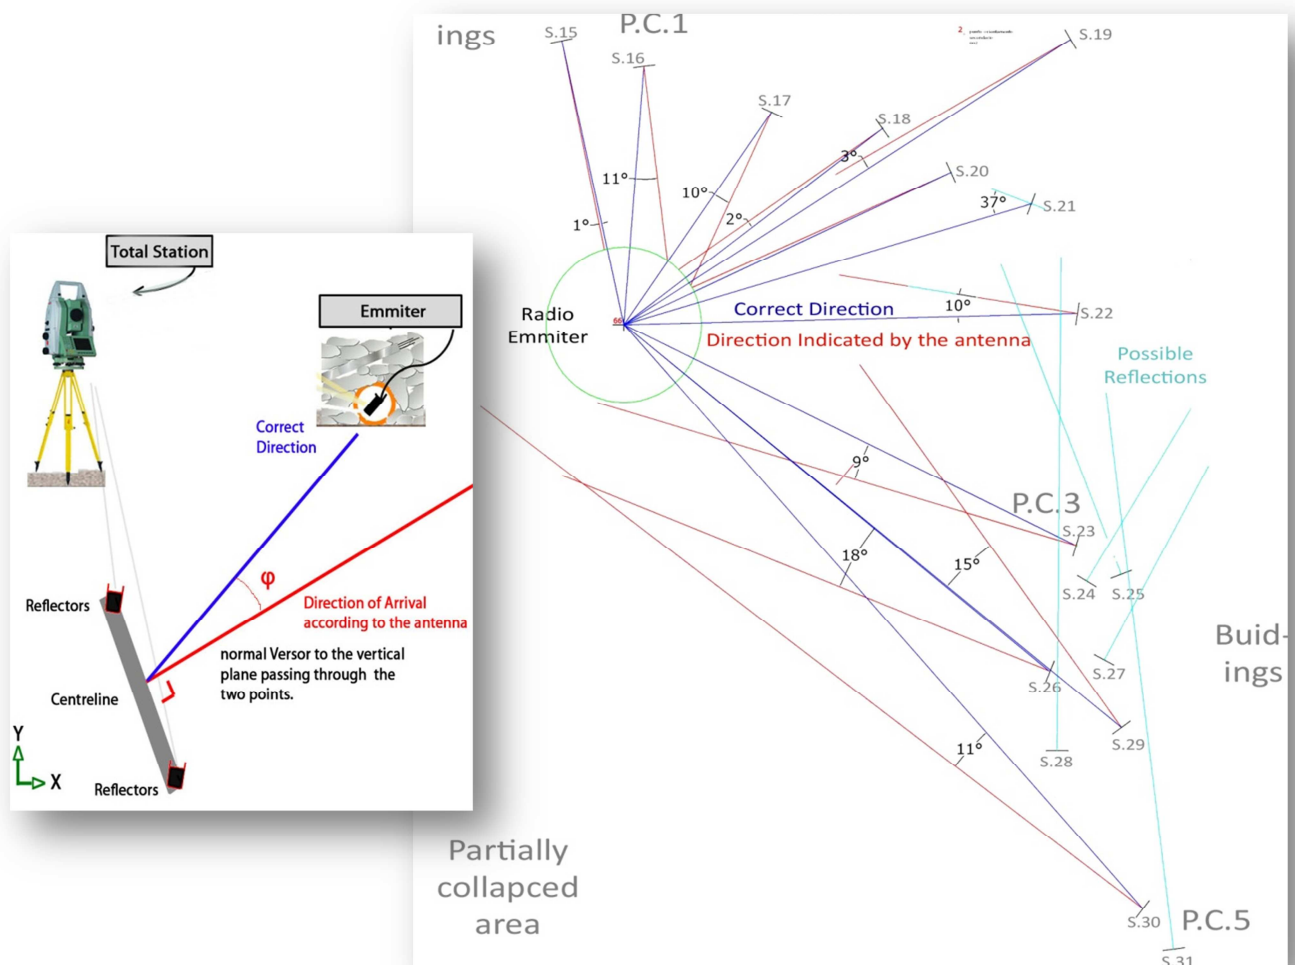 Total Station
Emmiter
Correct
Direction
φ
Reflectors
Direction of Arrival
according to the antenna
normal Versor to the vertical
plane passing through the
two points.
Centreline
Y
X
Reflectors
ings
P.C.1
S.15
S.16
S.17
S.18
S.19
S.20
S.21
2
3°
11°
10°
2°
1°
37°
Radio
Emmiter
66
Correct Direction
10°
S.22
Direction Indicated by the antenna
Possible
Reflections
9°
P.C.3
S.23
18°
15°
S.24
S.25
Buid-
ings
S.26
S.27
S.28
S.29
11°
Partially
collapced
area
S.30
P.C.5
S.31